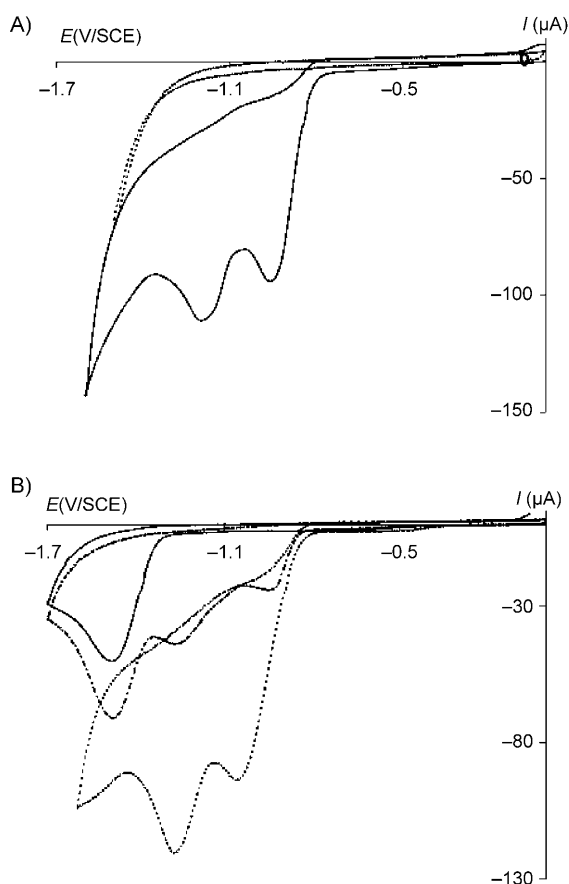 A)
E(V/SCE)
I (µA)
0
–1.7
–1.1
–0.5
–50
–100
–150
B)
E(V/SCE)
I (µA)
–1.7
–1.1
–0.5
–30
–80
–130